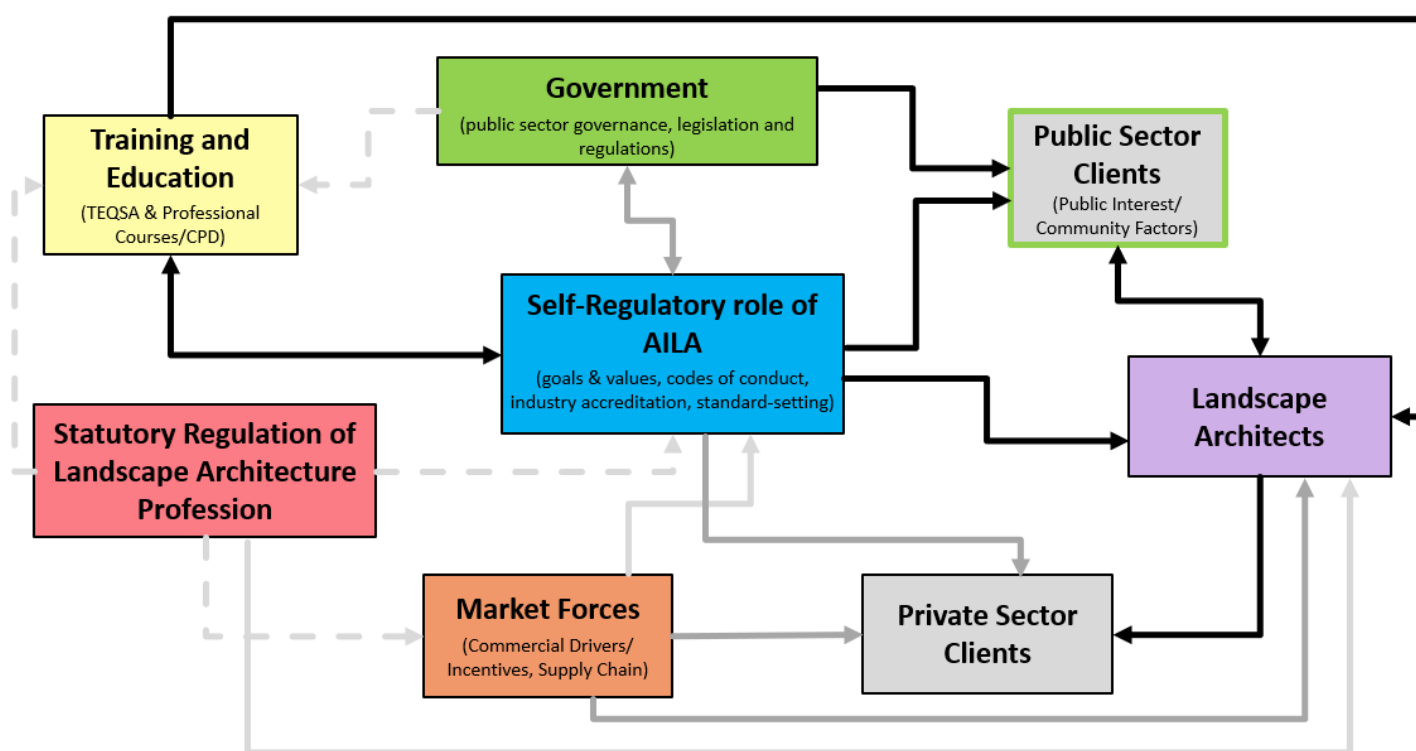 Government
(public sector governance, legislation and
regulations)
Training and
Education
(TEQSA & Professional
Courses/CPD)
Public Sector
Clients
(Public Interest/
Community Factors)
Self-Regulatory role of
AILA
(goals & values, codes of conduct,
industry accreditation, standard-setting)
Landscape
Architects
Statutory Regulation of
Landscape Architecture
Profession
Market Forces
(Commercial Drivers/
Incentives, Supply Chain)
Private Sector
Clients